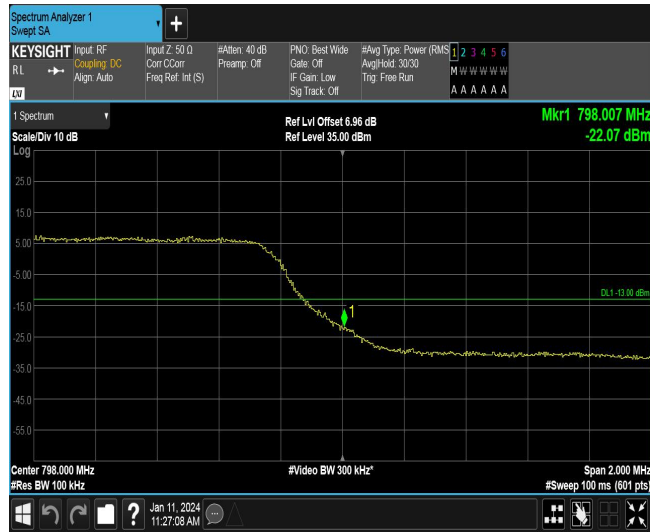 Spectrum Analyzer 1
Swept SA
KEYSIGHT
RL
LXI
Input: RF
Coupling: DC
Align: Auto
Input Z: 50 Ω
Corr CCorr
Freq Ref: Int (S)
#Atten: 40 dB
Preamp: Off
PNO: Best Wide
Gate: Off
IF Gain: Low
Sig Track: Off
#Avg Type: Power (RMS
Avg|Hold: 30/30
Trig: Free Run
1 2 3 4 5 6
M W W W W W
A A A A A A
1 Spectrum
Scale/Div 10 dB
Log
Ref Lvl Offset 6.96 dB
Ref Level 35.00 dBm
Mkr1 798.007 MHz
-22.07 dBm
25.0
15.0
5.00
-5.00
DL1 -13.00 dBm
-15.0
1
-25.0
-35.0
-45.0
-55.0
Center 798.000 MHz
#Res BW 100 kHz
#Video BW 300 kHz*
Span 2.000 MHz
#Sweep 100 ms (601 pts)
?
Jan 11, 2024
11:27:08 AM